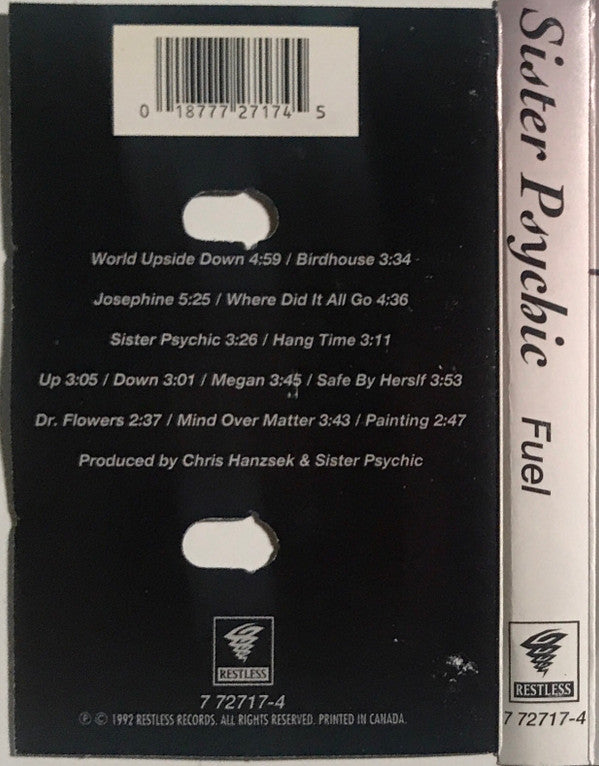 0 18777 27174 5
World Upside Down 4:59 / Birdhouse 3:34
Josephine 5:25 / Where Did It All Go 4:36
Sister Psychic 3:26 / Hang Time 3:11
Up 3:05 / Down 3:01 / Megan 3:45 / Safe By Herslf 3:53
Dr. Flowers 2:37 / Mind Over Matter 3:43 / Painting 2:47
Produced by Chris Hanzsek & Sister Psychic
RESTLESS
7 72717-4
℗ © 1992 RESTLESS RECORDS. ALL RIGHTS RESERVED. PRINTED IN CANADA.
Sister Psychic Fuel
RESTLESS
7 72717-4